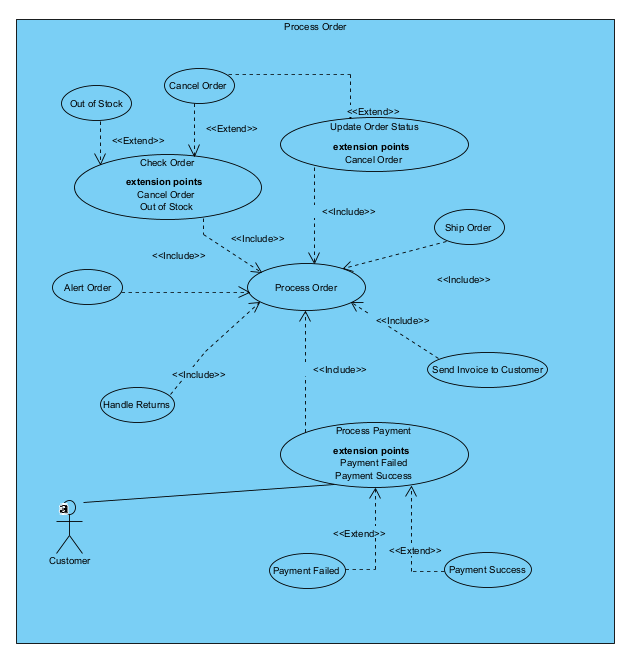 Process Order
Cancel Order
Out of Stock
<<Extend>>
Update Order Status
<<Extend>>
<<Extend>>
extension points
Cancel Order
Check Order
extension points
Cancel Order
Out of Stock
<<Include>>
Ship Order
<<Include>>
<<Include>>
<<Include>>
Alert Order
Process Order
<<Include>>
<<Include>>
<<Include>>
Send Invoice to Customer
Handle Returns
Process Payment
extension points
Payment Failed
Payment Success
a
Customer
<<Extend>>
<<Extend>>
Payment Failed
Payment Success